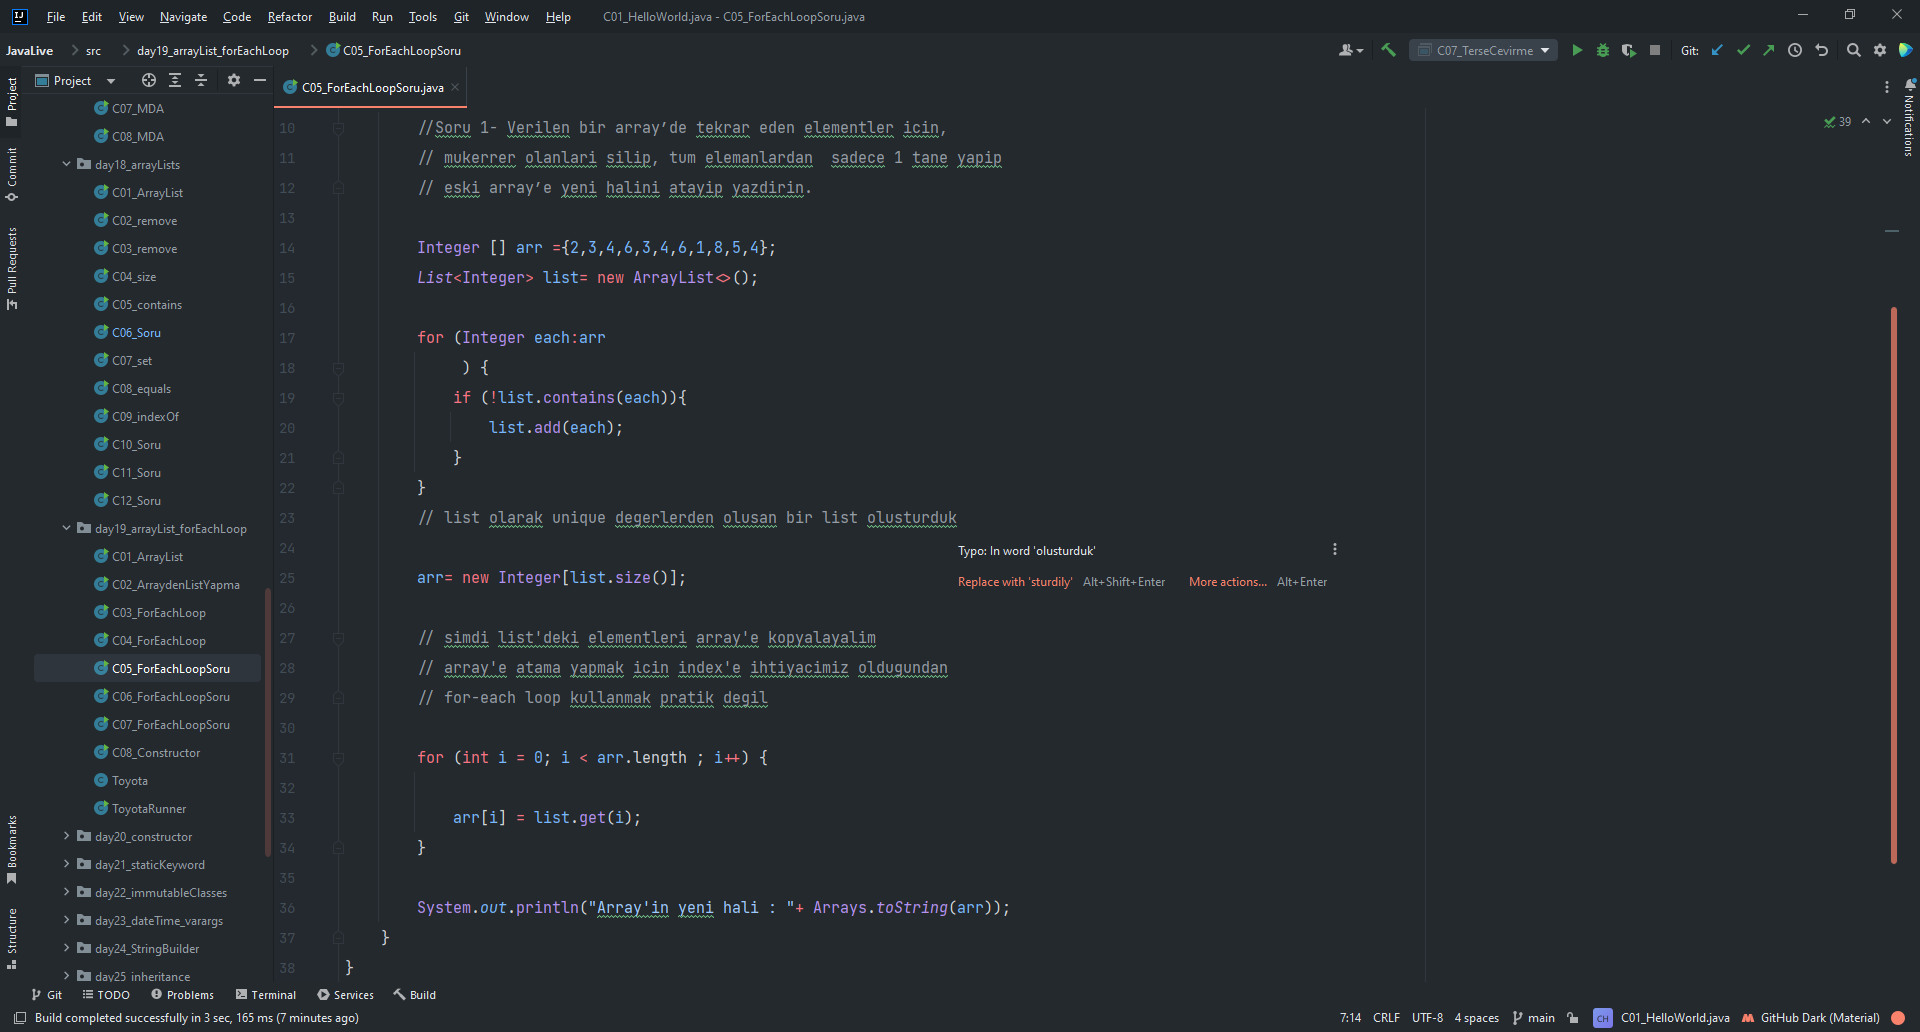 File Edit View Navigate Code Refactor Build Run Tools Git Window Help C01_HelloWorld.java - C05_ForEachLoopSoru.java
JavaLive src day19_arrayList_forEachLoop C05_ForEachLoopSoru C07_TerseCevirme Git:
Project
C05_ForEachLoopSoru.java
Project
Commit
Pull Requests
Bookmarks
Structure
C07_MDA
C08_MDA
day18_arrayLists
C01_ArrayList
C02_remove
C03_remove
C04_size
C05_contains
C06_Soru
C07_set
C08_equals
C09_indexOf
C10_Soru
C11_Soru
C12_Soru
day19_arrayList_forEachLoop
C01_ArrayList
C02_ArraydenListYapma
C03_ForEachLoop
C04_ForEachLoop
C05_ForEachLoopSoru
C06_ForEachLoopSoru
C07_ForEachLoopSoru
C08_Constructor
Toyota
ToyotaRunner
day20_constructor
day21_staticKeyword
day22_immutableClasses
day23_dateTime_varargs
day24_StringBuilder
day25_inheritance
10 //Soru 1- Verilen bir array’de tekrar eden elementler icin,
11 // mukerrer olanlari silip, tum elemanlardan  sadece 1 tane yapip
12 // eski array’e yeni halini atayip yazdirin.
13
14 Integer [] arr ={2,3,4,6,3,4,6,1,8,5,4};
15 List<Integer> list= new ArrayList<>();
16
17 for (Integer each:arr
18 ) {
19 if (!list.contains(each)){
20 list.add(each);
21 }
22 }
23 // list olarak unique degerlerden olusan bir list olusturduk
24
25 arr= new Integer[list.size()];
26
27 // simdi list'deki elementleri array'e kopyalayalim
28 // array'e atama yapmak icin index'e ihtiyacimiz oldugundan
29 // for-each loop kullanmak pratik degil
30
31 for (int i = 0; i < arr.length ; i++) {
32
33 arr[i] = list.get(i);
34 }
35
36 System.out.println("Array'in yeni hali : "+ Arrays.toString(arr));
37 }
38 }
Typo: In word 'olusturduk'
Replace with 'sturdily' Alt+Shift+Enter More actions... Alt+Enter
39
Notifications
Git TODO Problems Terminal Services Build
Build completed successfully in 3 sec, 165 ms (7 minutes ago) 7:14 CRLF UTF-8 4 spaces main CH C01_HelloWorld.java GitHub Dark (Material)